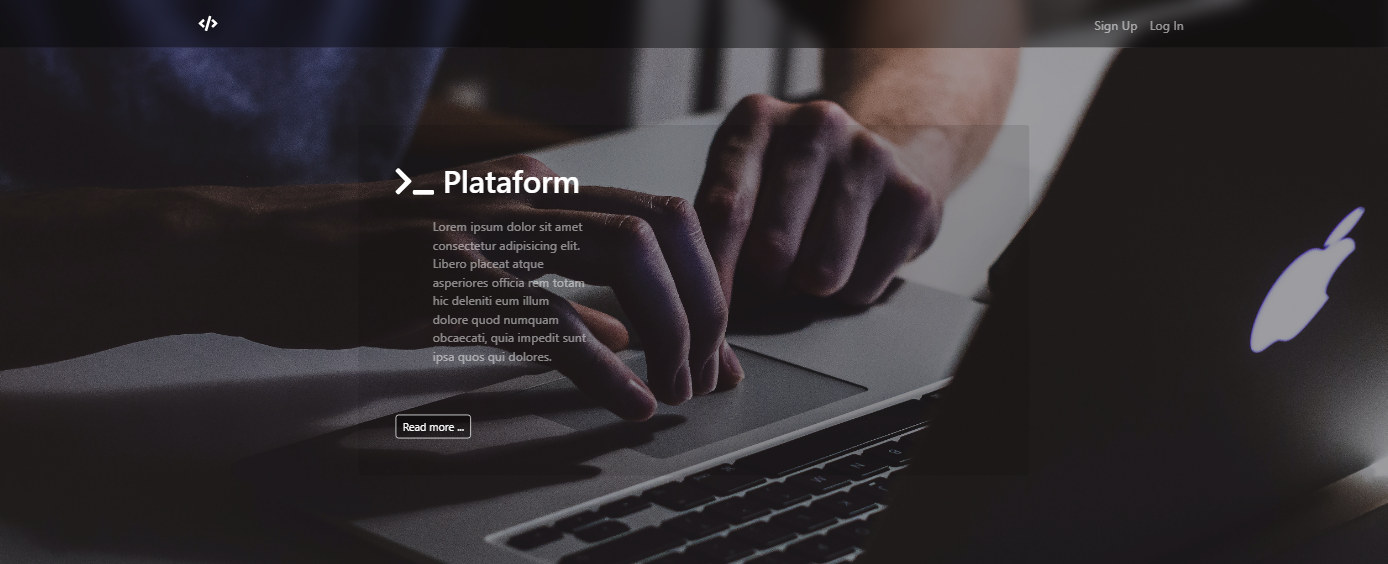 Sign Up Log In
Plataform
Lorem ipsum dolor sit amet
consectetur adipisicing elit.
Libero placeat atque
asperiores officia rem totam
hic deleniti eum illum
dolore quod numquam
obcaecati, quia impedit sunt
ipsa quos qui dolores.
Read more ...